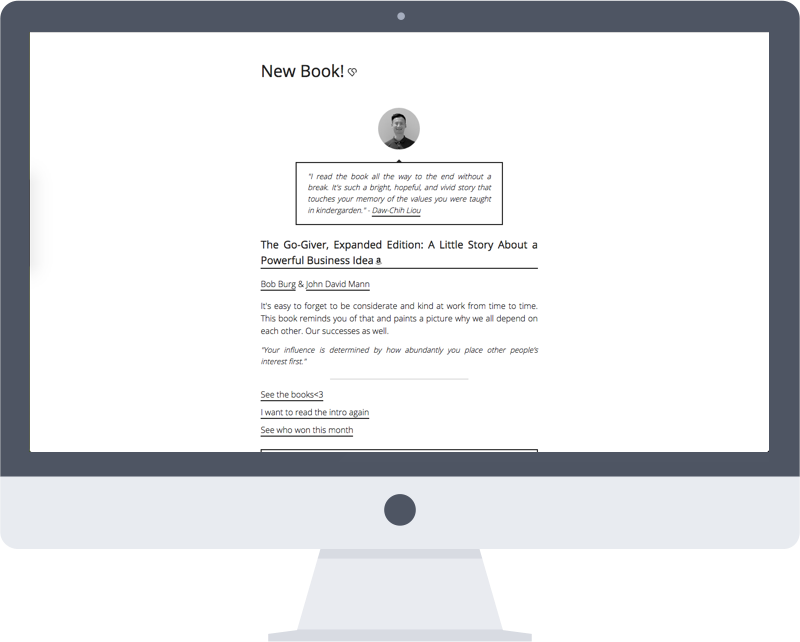 New Book!
"I read the book all the way to the end without a
break. It's such a bright, hopeful, and vivid story that
touches your memory of the values you were taught
in kindergarden." - Daw-Chih Liou
The Go-Giver, Expanded Edition: A Little Story About a
Powerful Business Idea
Bob Burg & John David Mann
It's easy to forget to be considerate and kind at work from time to time.
This book reminds you of that and paints a picture why we all depend on
each other. Our successes as well.
"Your influence is determined by how abundantly you place other people's
interest first."
See the books<3
I want to read the intro again
See who won this month